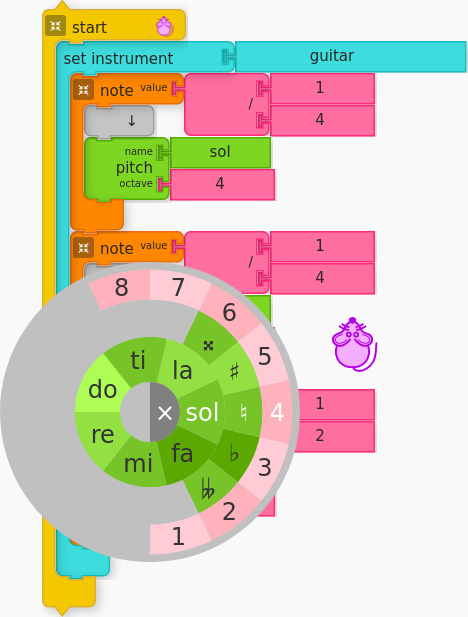 start
set instrument guitar
note value / 1
4
↓
name sol
pitch
octave 4
note value / 1
4
8 7 6 5 4 3 2 1
𝄪 ♯ ♮ ♭ 𝄫
ti la sol fa mi re do
×
1
2